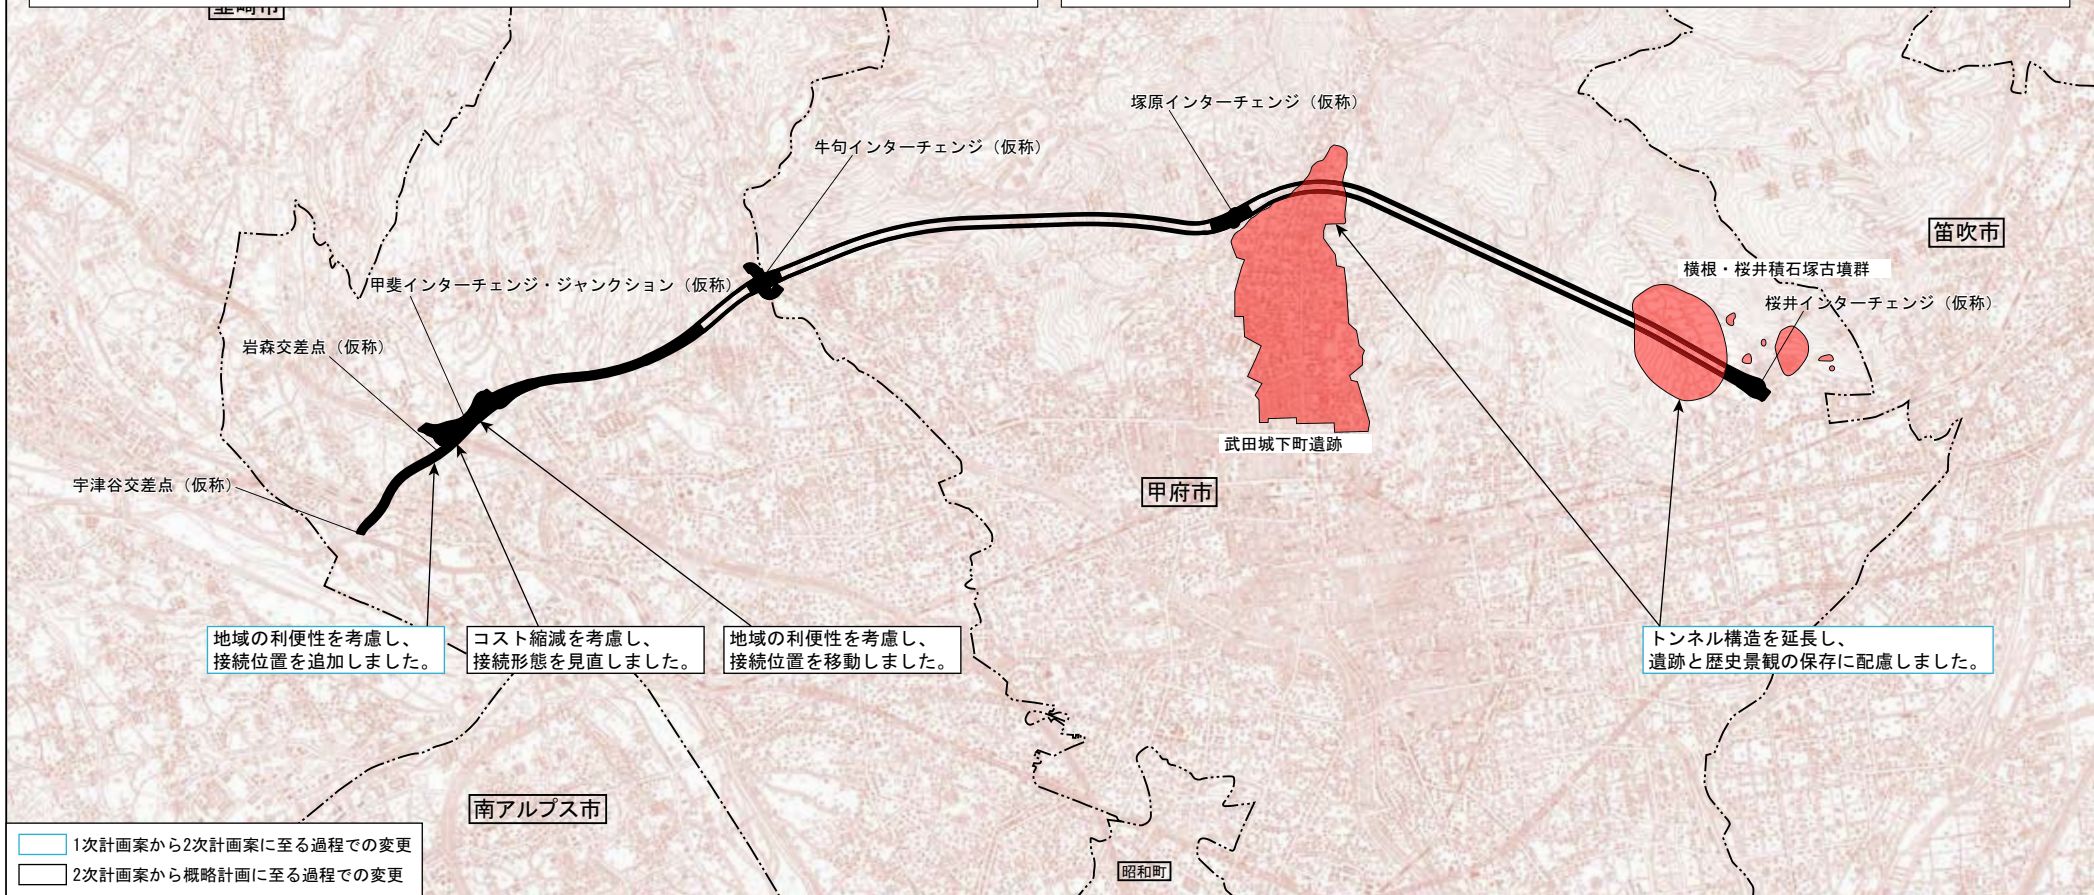 韮崎市
塚原インターチェンジ（仮称）
牛句インターチェンジ（仮称）
笛吹市
横根・桜井積石塚古墳群
甲斐インターチェンジ・ジャンクション（仮称）
桜井インターチェンジ（仮称）
岩森交差点（仮称）
武田城下町遺跡
宇津谷交差点（仮称）
甲府市
地域の利便性を考慮し、
接続位置を追加しました。
コスト縮減を考慮し、
接続形態を見直しました。
地域の利便性を考慮し、
接続位置を移動しました。
トンネル構造を延長し、
遺跡と歴史景観の保存に配慮しました。
南アルプス市
昭和町
1次計画案から2次計画案に至る過程での変更
2次計画案から概略計画に至る過程での変更